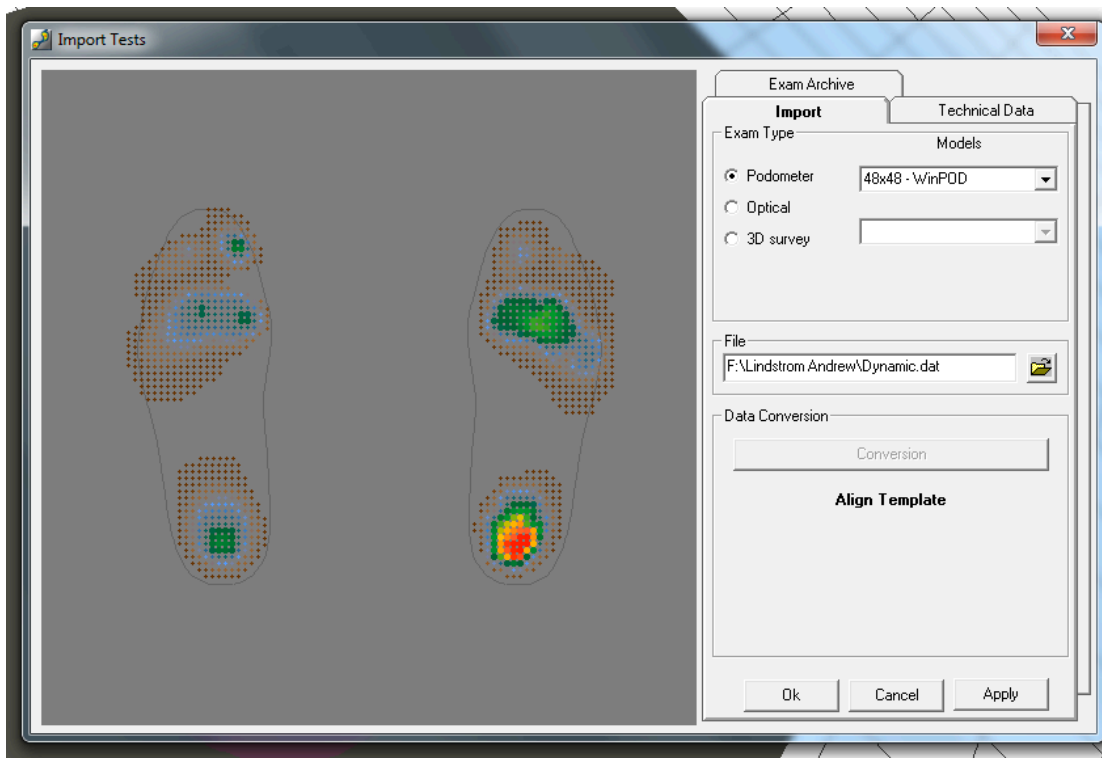 Import Tests
Exam Archive
Import
Technical Data
Exam Type
Models
Podometer
48x48 - WinPOD
Optical
3D survey
File
F:\Lindstrom Andrew\Dynamic.dat
Data Conversion
Conversion
Align Template
Ok
Cancel
Apply